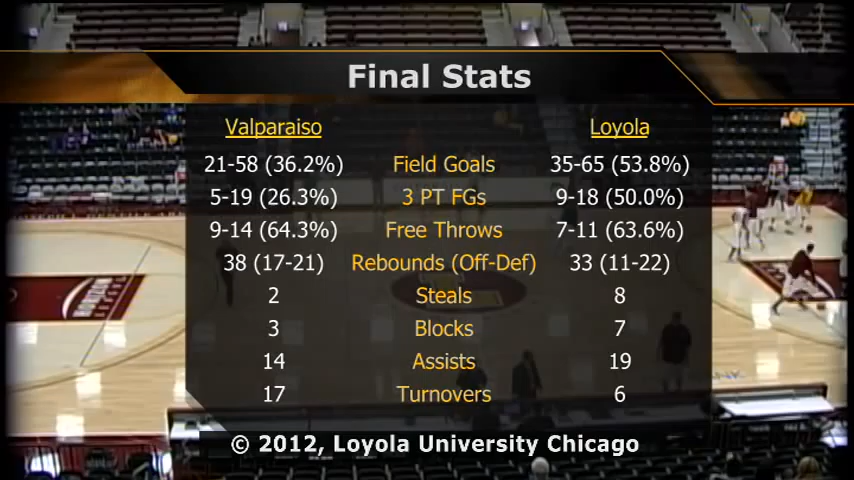 Final Stats
Valparaiso Loyola
21-58 (36.2%) Field Goals 35-65 (53.8%)
5-19 (26.3%) 3 PT FGs 9-18 (50.0%)
9-14 (64.3%) Free Throws 7-11 (63.6%)
38 (17-21) Rebounds (Off-Def) 33 (11-22)
2 Steals 8
3 Blocks 7
14 Assists 19
17 Turnovers 6
© 2012, Loyola University Chicago